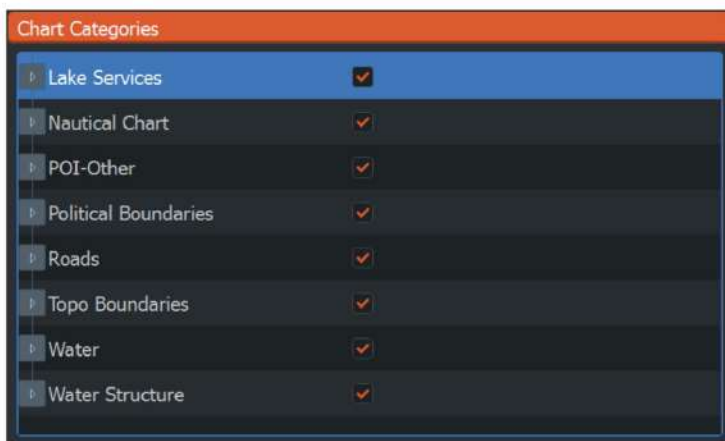 Chart Categories
Lake Services
Nautical Chart
POI-Other
Political Boundaries
Roads
Topo Boundaries
Water
Water Structure